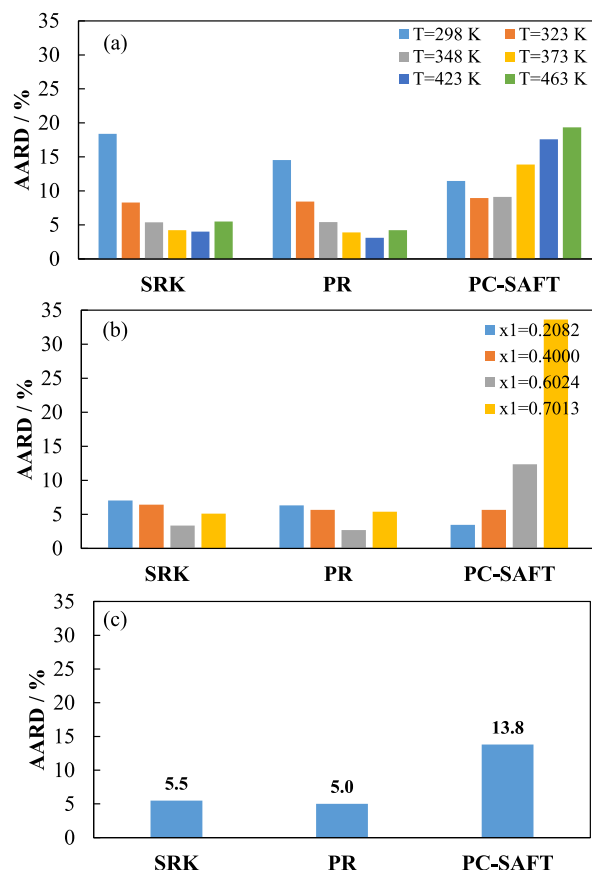 (a)
T=298 K T=323 K
T=348 K T=373 K
T=423 K T=463 K
AARD / %
35
30
25
20
15
10
5
0
SRK PR PC-SAFT
(b)
x1=0.2082
x1=0.4000
x1=0.6024
x1=0.7013
AARD / %
35
30
25
20
15
10
5
0
SRK PR PC-SAFT
(c)
AARD / %
35
30
25
20
15
10
5
0
5.5 5.0 13.8
SRK PR PC-SAFT